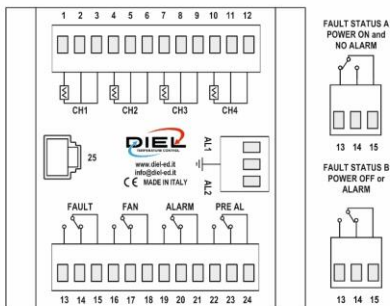 1 2 3 4 5 6 7 8 9 10 11 12
CH1 CH2 CH3 CH4
25
DIEL
TEMPERATURE CONTROL
www.diel-ed.it
info@diel-ed.it
CE MADE IN ITALY
AL1
AL2
FAULT FAN ALARM PRE AL
13 14 15 16 17 18 19 20 21 22 23 24
FAULT STATUS A
POWER ON and
NO ALARM
13 14 15
FAULT STATUS B
POWER OFF or
ALARM
13 14 15